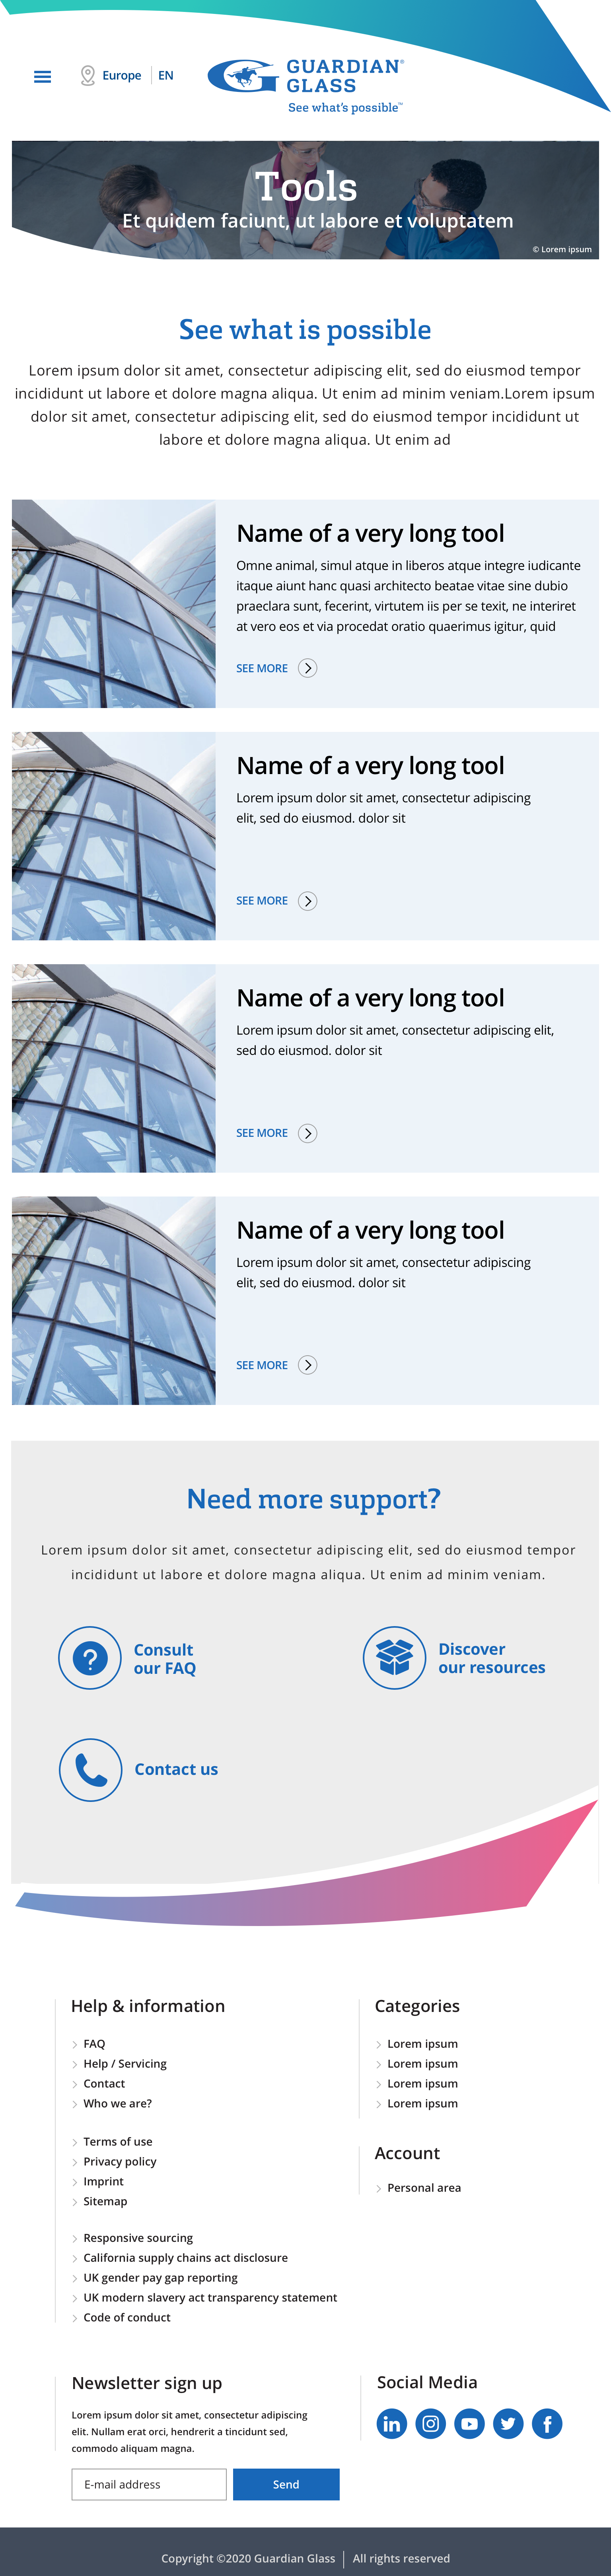 Europe | EN
GUARDIAN®
GLASS
See what's possible™
Tools
Et quidem faciunt, ut labore et voluptatem
© Lorem ipsum
See what is possible
Lorem ipsum dolor sit amet, consectetur adipiscing elit, sed do eiusmod tempor
incididunt ut labore et dolore magna aliqua. Ut enim ad minim veniam.Lorem ipsum
dolor sit amet, consectetur adipiscing elit, sed do eiusmod tempor incididunt ut
labore et dolore magna aliqua. Ut enim ad
Name of a very long tool
Omne animal, simul atque in liberos atque integre iudicante
itaque aiunt hanc quasi architecto beatae vitae sine dubio
praeclara sunt, fecerint, virtutem iis per se texit, ne interiret
at vero eos et via procedat oratio quaerimus igitur, quid
SEE MORE
Name of a very long tool
Lorem ipsum dolor sit amet, consectetur adipiscing
elit, sed do eiusmod. dolor sit
SEE MORE
Name of a very long tool
Lorem ipsum dolor sit amet, consectetur adipiscing elit,
sed do eiusmod. dolor sit
SEE MORE
Name of a very long tool
Lorem ipsum dolor sit amet, consectetur adipiscing
elit, sed do eiusmod. dolor sit
SEE MORE
Need more support?
Lorem ipsum dolor sit amet, consectetur adipiscing elit, sed do eiusmod tempor
incididunt ut labore et dolore magna aliqua. Ut enim ad minim veniam.
Consult
our FAQ
Discover
our resources
Contact us
Help & information
FAQ
Help / Servicing
Contact
Who we are?
Terms of use
Privacy policy
Imprint
Sitemap
Responsive sourcing
California supply chains act disclosure
UK gender pay gap reporting
UK modern slavery act transparency statement
Code of conduct
Categories
Lorem ipsum
Lorem ipsum
Lorem ipsum
Lorem ipsum
Account
Personal area
Newsletter sign up
Lorem ipsum dolor sit amet, consectetur adipiscing
elit. Nullam erat orci, hendrerit a tincidunt sed,
commodo aliquam magna.
E-mail address
Send
Social Media
Copyright ©2020 Guardian Glass | All rights reserved